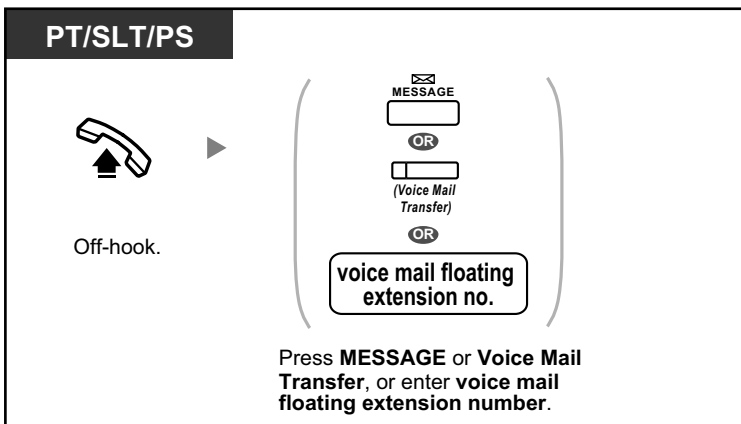 PT/SLT/PS
MESSAGE
OR
(Voice Mail
Transfer)
OR
Off-hook.
voice mail floating
extension no.
Press MESSAGE or Voice Mail
Transfer, or enter voice mail
floating extension number.